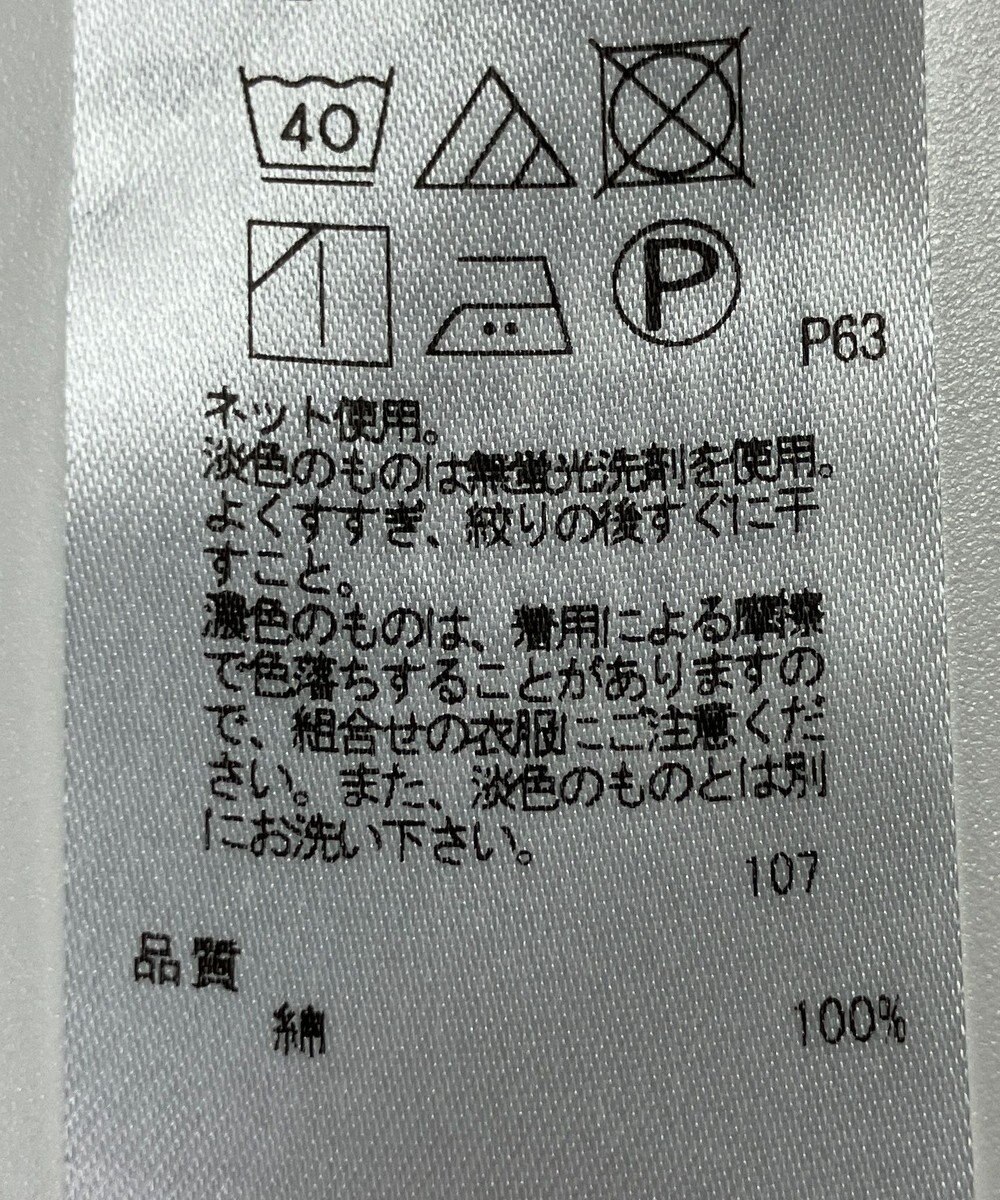 40
P
P63
ネット使用。
淡色のものは無蛍光洗剤を使用。
よくすすぎ、絞りの後すぐに干
すこと。
濃色のものは、着用による摩擦
で色落ちすることがありますの
で、組合せの衣服にご注意くだ
さい。また、淡色のものとは別
にお洗い下さい。
107
品質
綿 100%